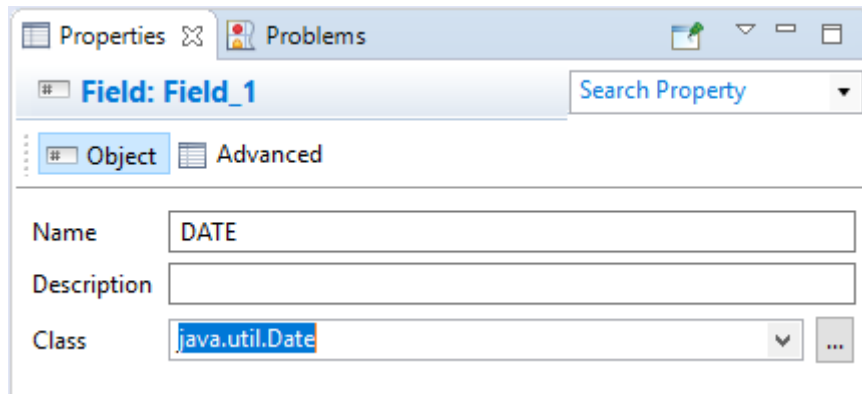 Properties Problems
Field: Field_1 Search Property
Object Advanced
Name DATE
Description
Class java.util.Date ...